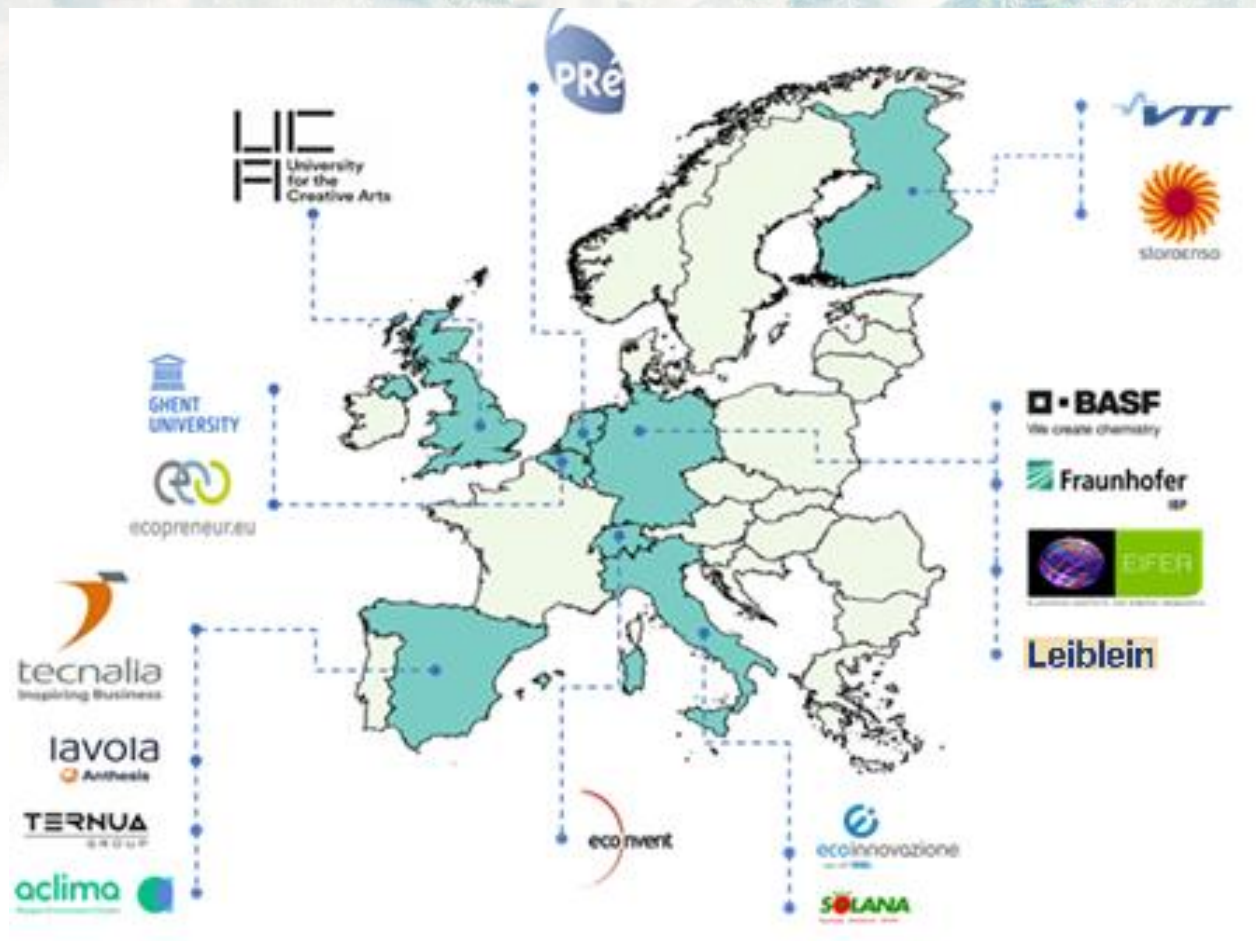 PRé
UCA
University
for the
Creative Arts
VTT
storaenso
GHENT
UNIVERSITY
ecopreneur.eu
BASF
We create chemistry
Fraunhofer
IBP
EIFER
Leiblein
tecnalia
Inspiring Business
lavola
Anthesis
TERNUA
GROUP
aclima
ecoinvent
ecoinnovazione
SOLANA